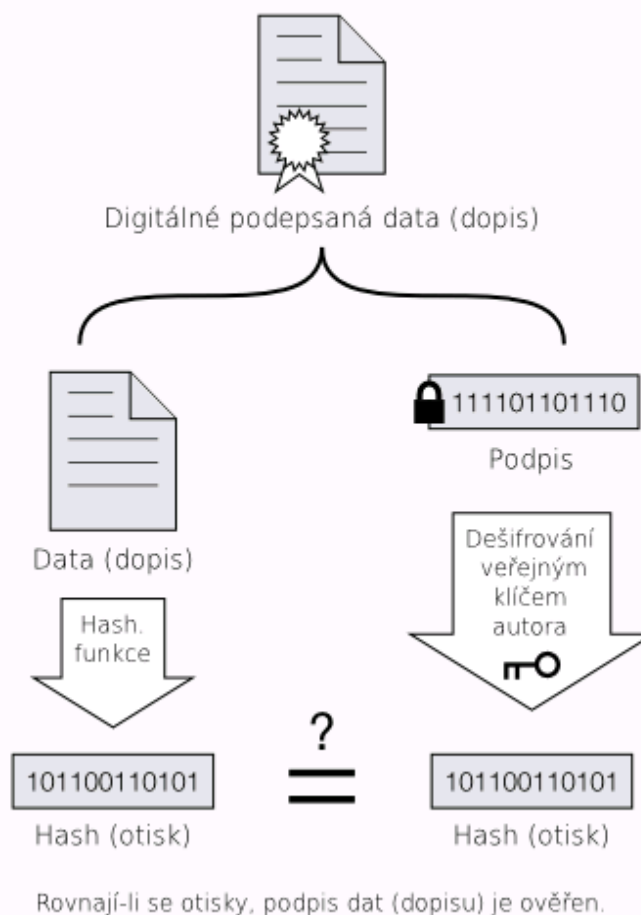 Digitálné podepsaná data (dopis)
111101101110
Podpis
Data (dopis)
Dešifrování
veřejným
klíčem
autora
Hash.
funkce
?
=
101100110101
101100110101
Hash (otisk)
Hash (otisk)
Rovnají-li se otisky, podpis dat (dopisu) je ověřen.